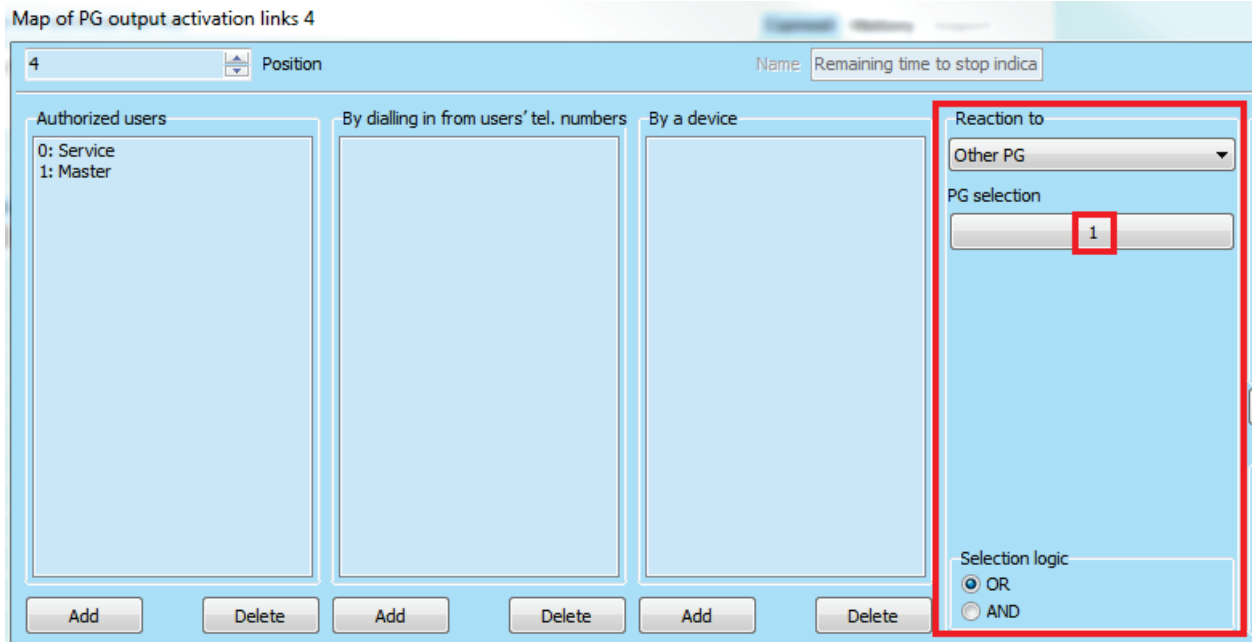 Map of PG output activation links 4
4 Position Name Remaining time to stop indica
Authorized users By dialling in from users' tel. numbers By a device Reaction to
0: Service
1: Master
Other PG
PG selection
1
Selection logic
OR
AND
Add Delete Add Delete Add Delete